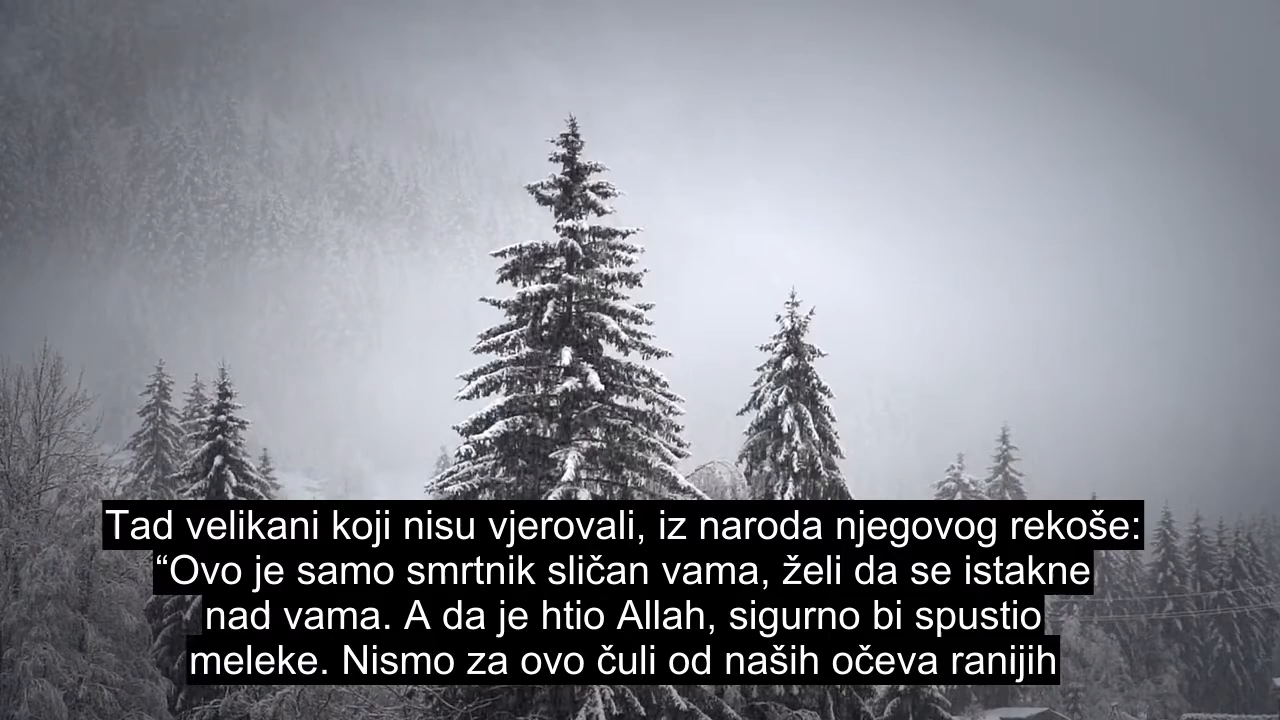 Tad velikani koji nisu vjerovali, iz naroda njegovog rekoše:
“Ovo je samo smrtnik sličan vama, želi da se istakne
nad vama. A da je htio Allah, sigurno bi spustio
meleke. Nismo za ovo čuli od naših očeva ranijih